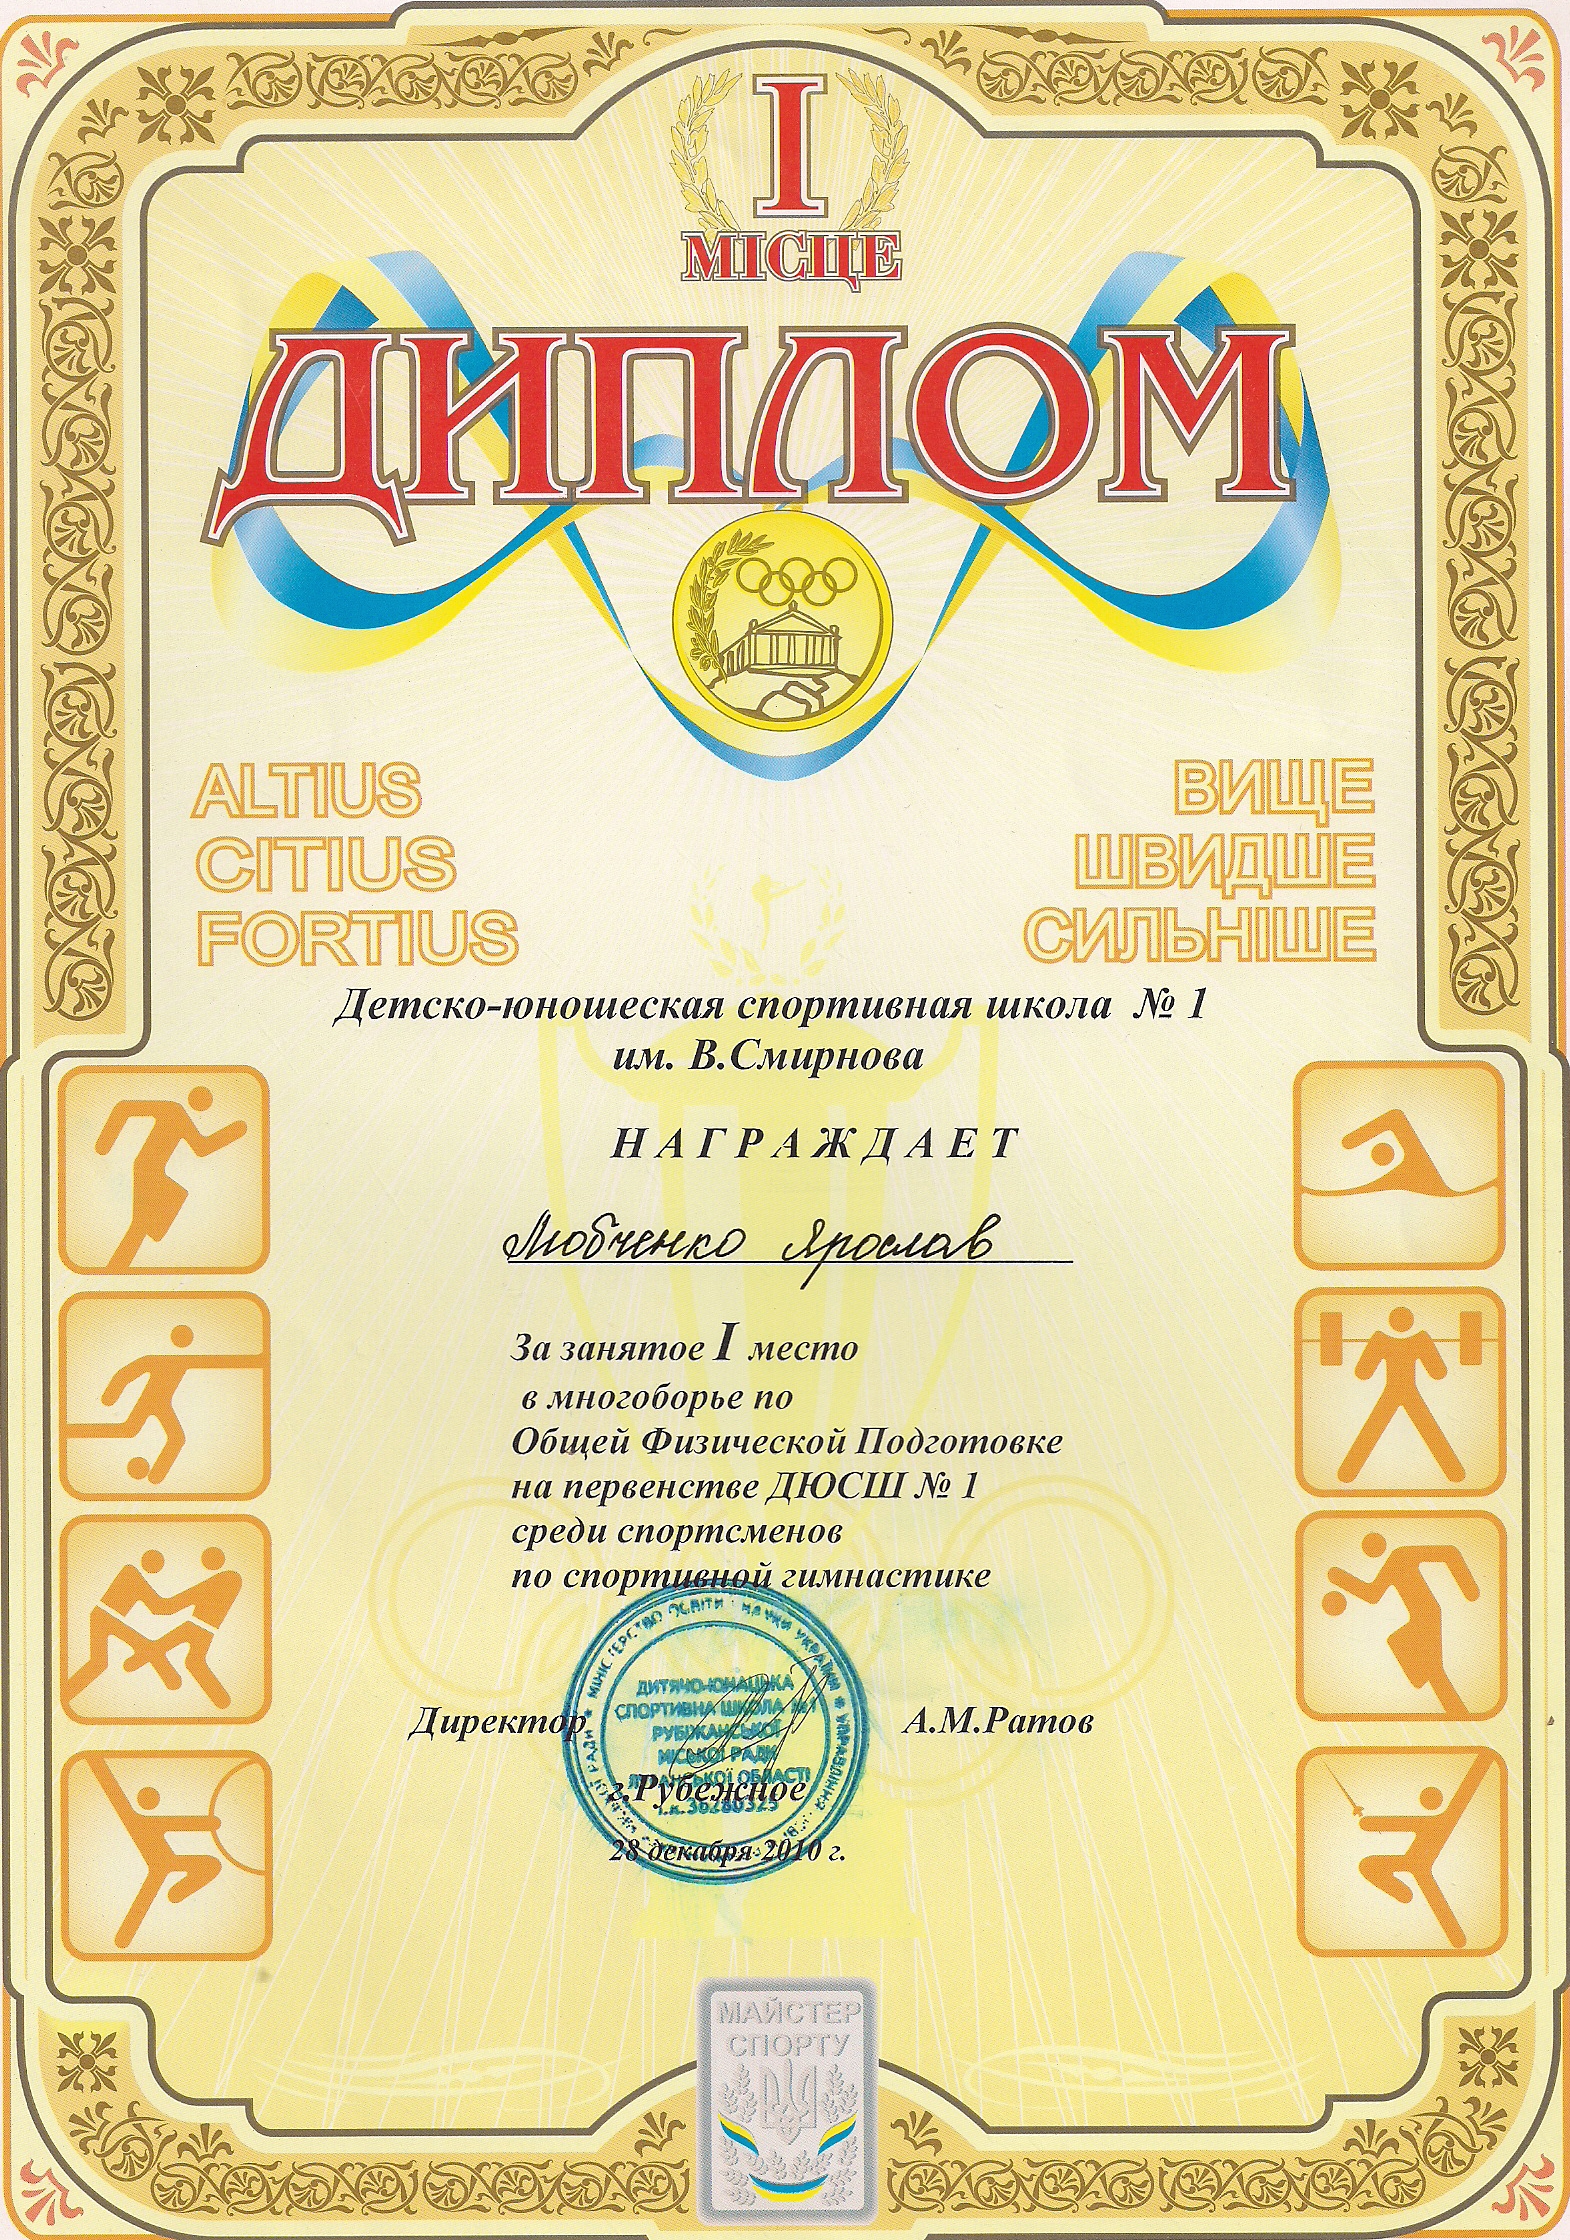 I
МІСЦЕ
ДИПЛОМ
ALTIUS
CITIUS
FORTIUS
ВИЩЕ
ШВИДШЕ
СИЛЬНІШЕ
Детско-юношеская спортивная школа № 1
им. В.Смирнова
НАГРАЖДАЕТ
Любченко Ярослав
За занятое I место
в многоборье по
Общей Физической Подготовке
на первенстве ДЮСШ № 1
среди спортсменов
по спортивной гимнастике
МІНІСТЕРСТВО ОСВІТИ І НАУКИ УКРАЇНИ * УПРАВЛІННЯ
ДИТЯЧО-ЮНАЦЬКА
СПОРТИВНА ШКОЛА №1
РУБІЖАНСЬКОЇ
МІСЬКОЇ РАДИ
ЛУГАНСЬКОЇ ОБЛАСТІ
36280325
Директор
А.М.Ратов
г.Рубежное
28 декабря 2010 г.
МАЙСТЕР
СПОРТУ